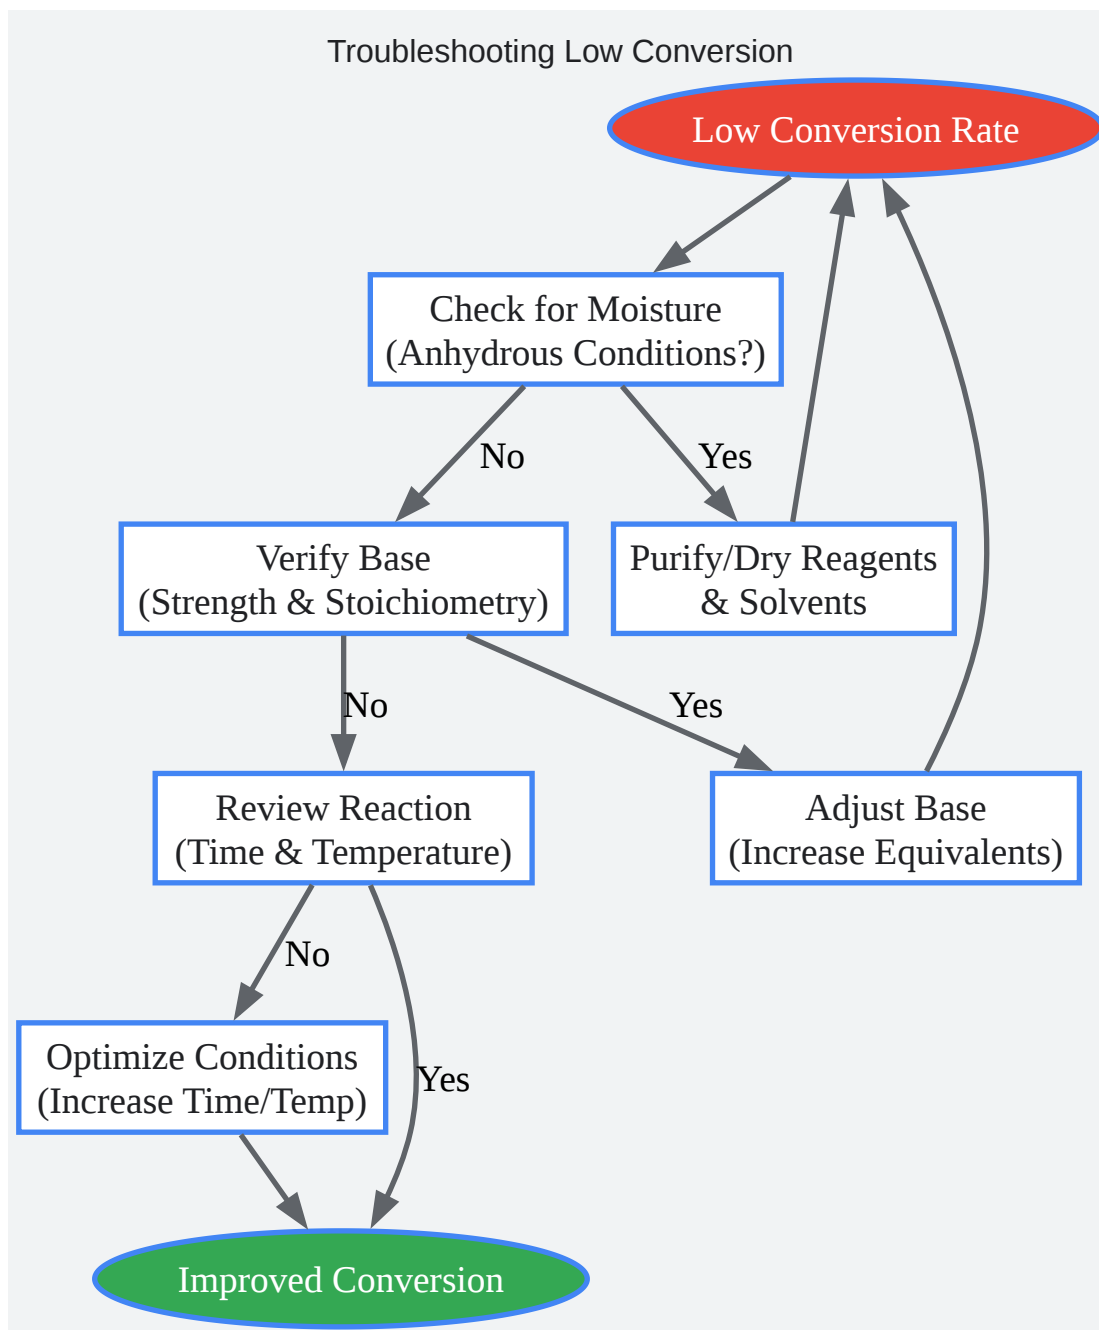 Troubleshooting Low Conversion
Low Conversion Rate
Check for Moisture
(Anhydrous Conditions?)
No
Yes
Verify Base
(Strength & Stoichiometry)
Purify/Dry Reagents
& Solvents
No
Yes
Review Reaction
(Time & Temperature)
Adjust Base
(Increase Equivalents)
No
Optimize Conditions
(Increase Time/Temp)
Yes
Improved Conversion